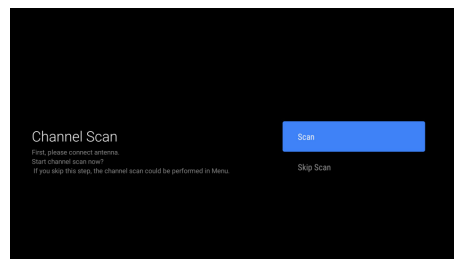 Channel Scan
First, please connect antenna.
Start channel scan now?
If you skip this step, the channel scan could be performed in Menu.
Scan
Skip Scan